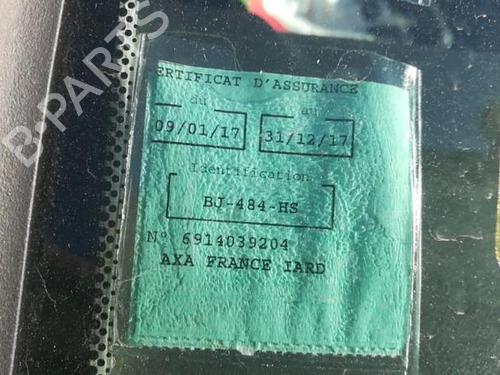 B-PARTS
ERTIFICAT D'ASSURANCE
du au
09/01/17 31/12/17
Identification
BJ-484-HS
N° 6914039204
AXA FRANCE IARD